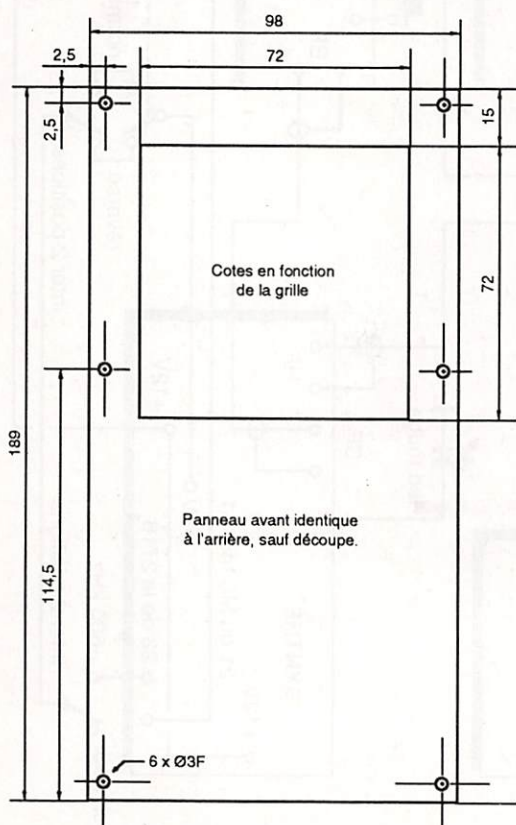 98
2,5
72
2,5
15
Cotes en fonction
de la grille
72
189
Panneau avant identique
à l'arrière, sauf découpe.
114,5
6 x Ø3F